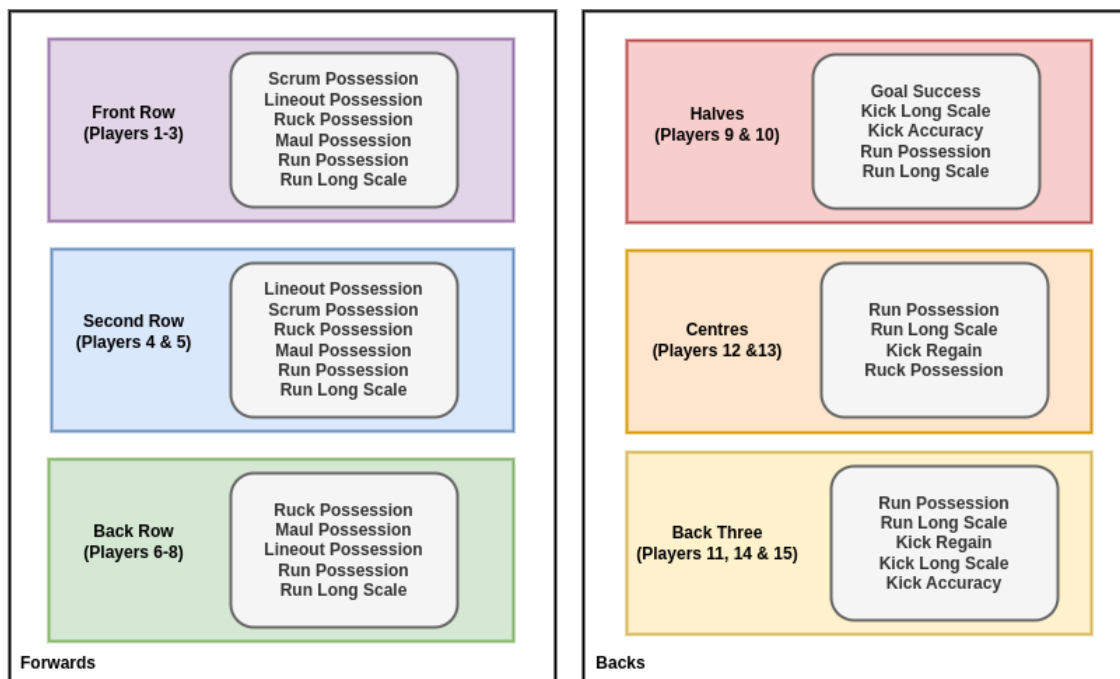 Front Row
(Players 1-3)
Scrum Possession
Lineout Possession
Ruck Possession
Maul Possession
Run Possession
Run Long Scale
Second Row
(Players 4 & 5)
Lineout Possession
Scrum Possession
Ruck Possession
Maul Possession
Run Possession
Run Long Scale
Back Row
(Players 6-8)
Ruck Possession
Maul Possession
Lineout Possession
Run Possession
Run Long Scale
Forwards
Halves
(Players 9 & 10)
Goal Success
Kick Long Scale
Kick Accuracy
Run Possession
Run Long Scale
Centres
(Players 12 &13)
Run Possession
Run Long Scale
Kick Regain
Ruck Possession
Back Three
(Players 11, 14 & 15)
Run Possession
Run Long Scale
Kick Regain
Kick Long Scale
Kick Accuracy
Backs